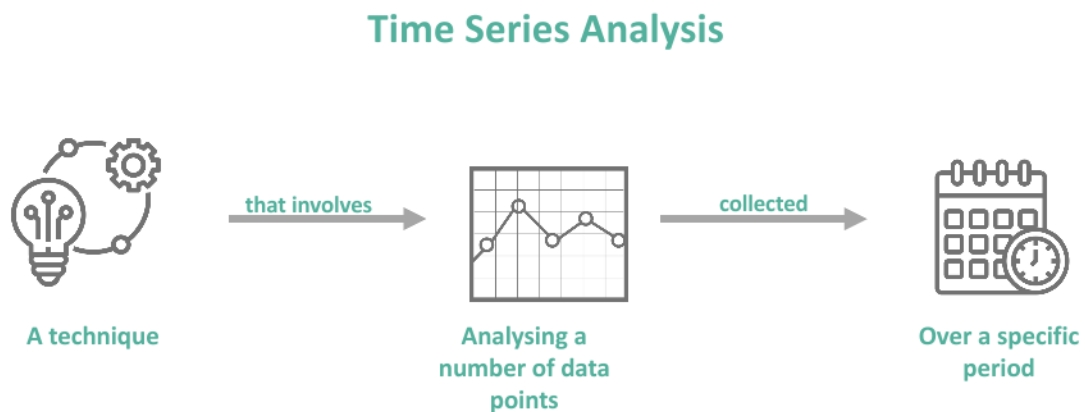 Time Series Analysis
that involves
collected
A technique
Analysing a
number of data
points
Over a specific
period